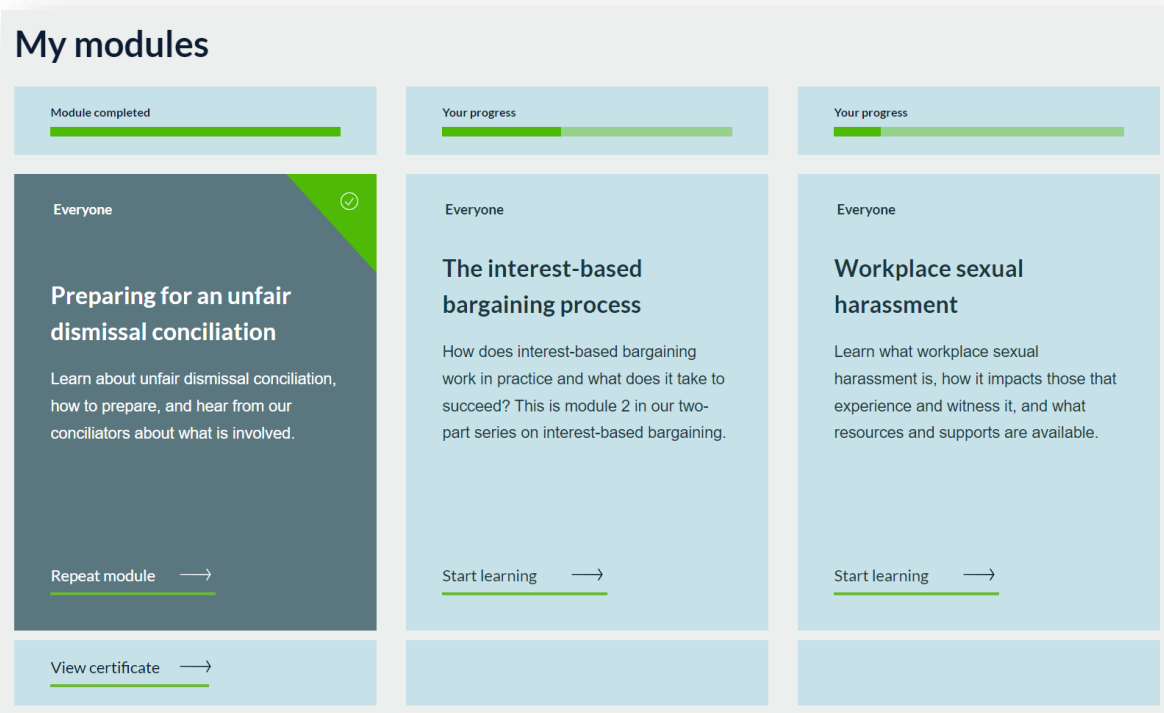 My modules
Module completed
Your progress
Your progress
Everyone
Preparing for an unfair
dismissal conciliation
Learn about unfair dismissal conciliation,
how to prepare, and hear from our
conciliators about what is involved.
Repeat module
View certificate
Everyone
The interest-based
bargaining process
How does interest-based bargaining
work in practice and what does it take to
succeed? This is module 2 in our two-
part series on interest-based bargaining.
Start learning
Everyone
Workplace sexual
harassment
Learn what workplace sexual
harassment is, how it impacts those that
experience and witness it, and what
resources and supports are available.
Start learning